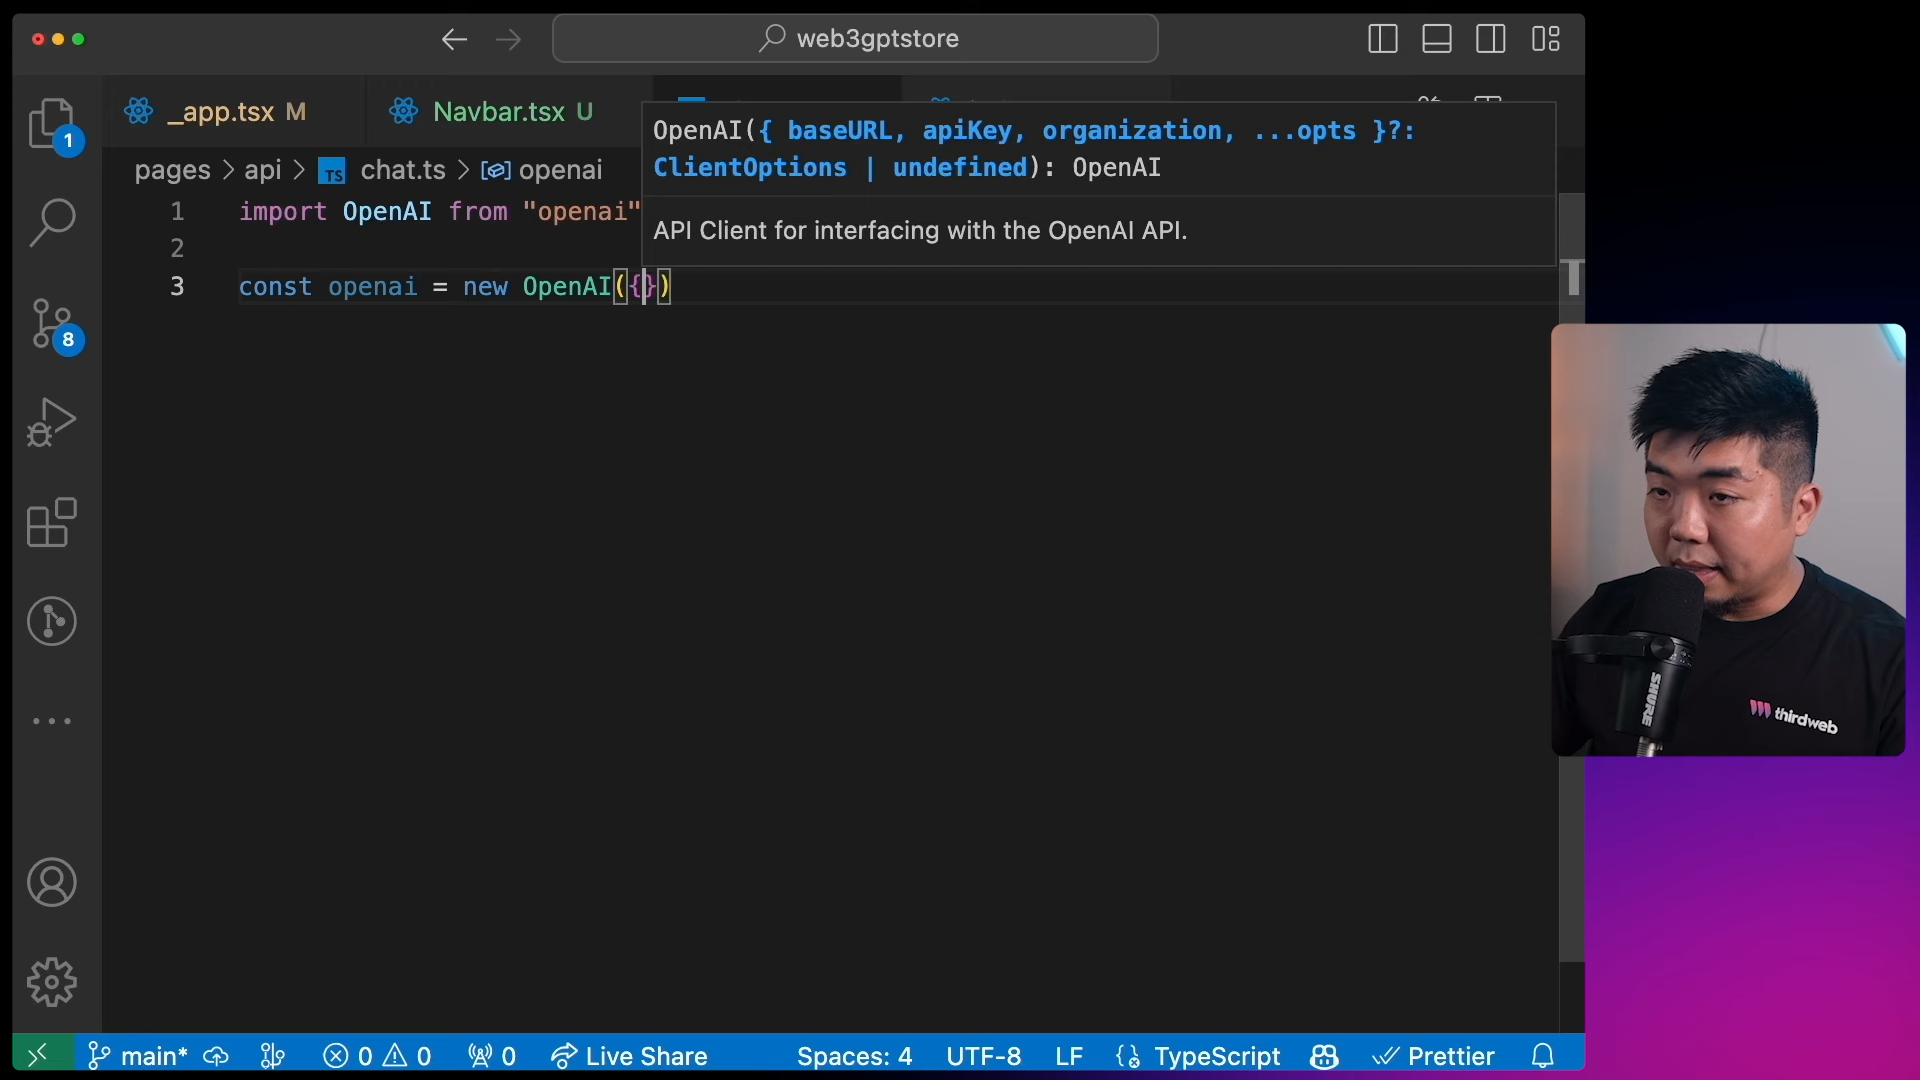 web3gptstore
_app.tsx M
Navbar.tsx U
OpenAI({ baseURL, apiKey, organization, ...opts }?:
ClientOptions | undefined): OpenAI
pages > api > TS chat.ts > openai
1 import OpenAI from "openai"
API Client for interfacing with the OpenAI API.
2
3 const openai = new OpenAI({})
1
8
SHURE
thirdweb
main* 0 0 0 Live Share Spaces: 4 UTF-8 LF TypeScript Prettier